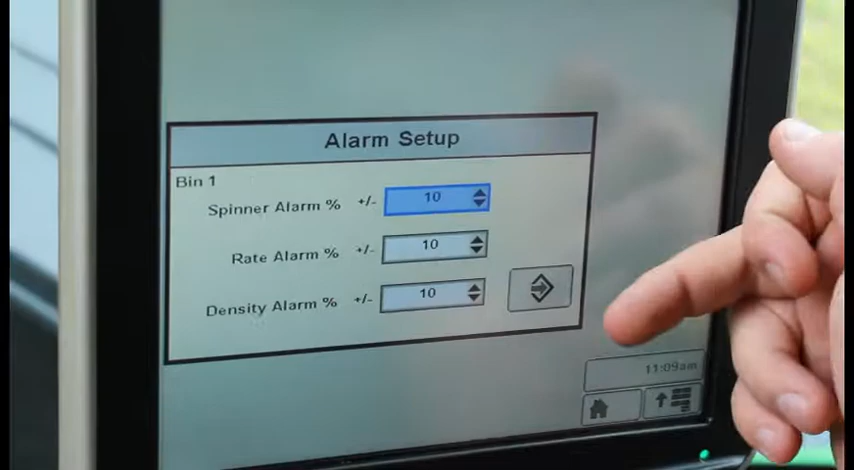 Alarm Setup
Bin 1
Spinner Alarm % +/- 10
Rate Alarm % +/- 10
Density Alarm % +/- 10
11:09am